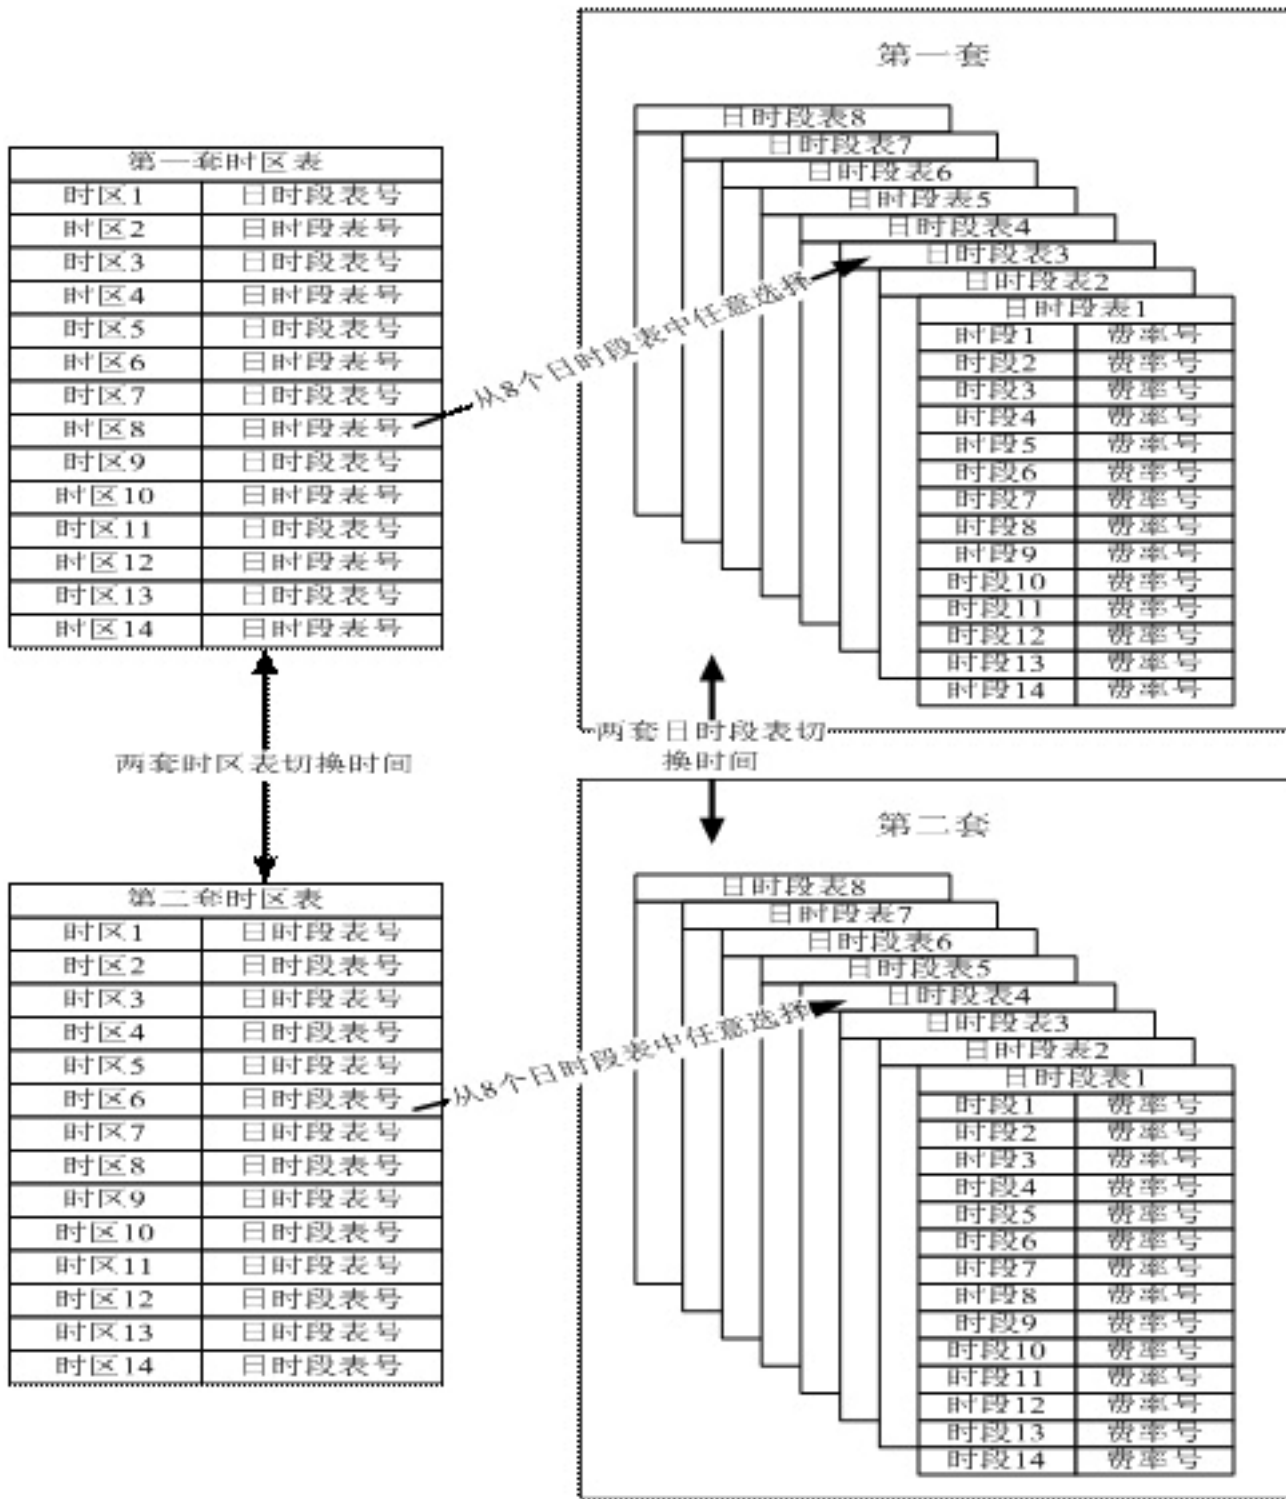 第一套时区表
时区1 日时段表号
时区2 日时段表号
时区3 日时段表号
时区4 日时段表号
时区5 日时段表号
时区6 日时段表号
时区7 日时段表号
时区8 日时段表号
时区9 日时段表号
时区10 日时段表号
时区11 日时段表号
时区12 日时段表号
时区13 日时段表号
时区14 日时段表号
从8个日时段表中任意选择
第一套
日时段表8
日时段表7
日时段表6
日时段表5
日时段表4
日时段表3
日时段表2
日时段表1
时段1 费率号
时段2 费率号
时段3 费率号
时段4 费率号
时段5 费率号
时段6 费率号
时段7 费率号
时段8 费率号
时段9 费率号
时段10 费率号
时段11 费率号
时段12 费率号
时段13 费率号
时段14 费率号
两套时区表切换时间
两套日时段表切
换时间
第二套时区表
时区1 日时段表号
时区2 日时段表号
时区3 日时段表号
时区4 日时段表号
时区5 日时段表号
时区6 日时段表号
时区7 日时段表号
时区8 日时段表号
时区9 日时段表号
时区10 日时段表号
时区11 日时段表号
时区12 日时段表号
时区13 日时段表号
时区14 日时段表号
从8个日时段表中任意选择
第二套
日时段表8
日时段表7
日时段表6
日时段表5
日时段表4
日时段表3
日时段表2
日时段表1
时段1 费率号
时段2 费率号
时段3 费率号
时段4 费率号
时段5 费率号
时段6 费率号
时段7 费率号
时段8 费率号
时段9 费率号
时段10 费率号
时段11 费率号
时段12 费率号
时段13 费率号
时段14 费率号